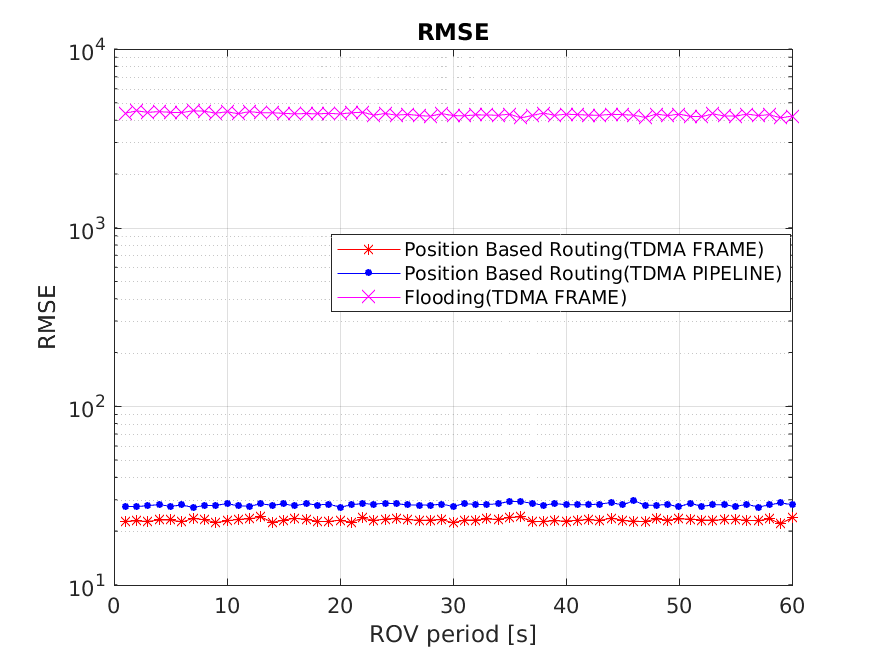 RMSE
10^4
10^3
10^2
10^1
RMSE
Position Based Routing(TDMA FRAME)
Position Based Routing(TDMA PIPELINE)
Flooding(TDMA FRAME)
0 10 20 30 40 50 60
ROV period [s]